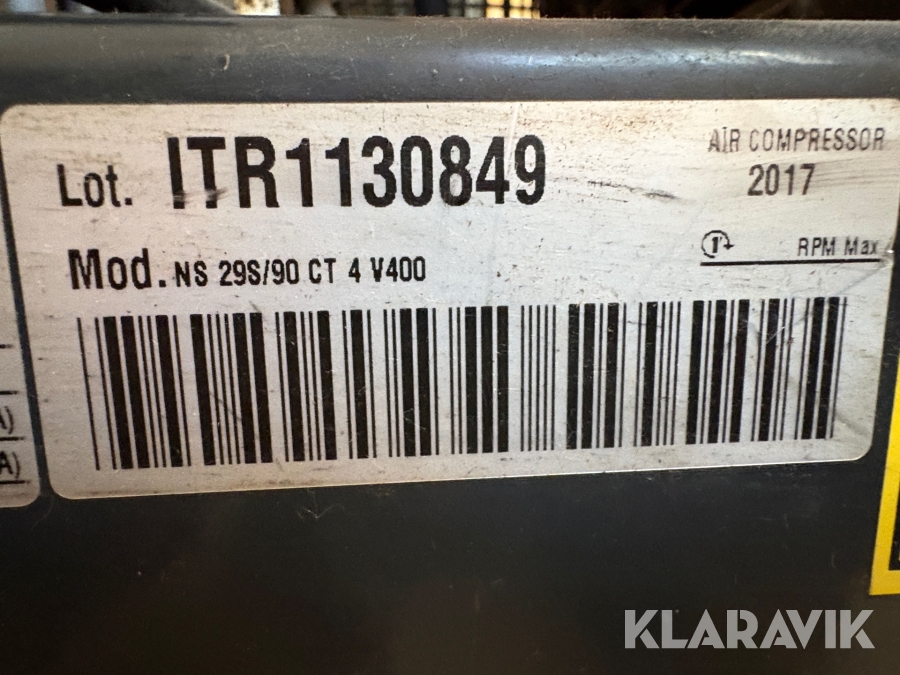 Lot. ITR1130849
AIR COMPRESSOR
2017
RPM Max
Mod. NS 29S/90 CT 4 V400
A)
A)
KLARAVIK